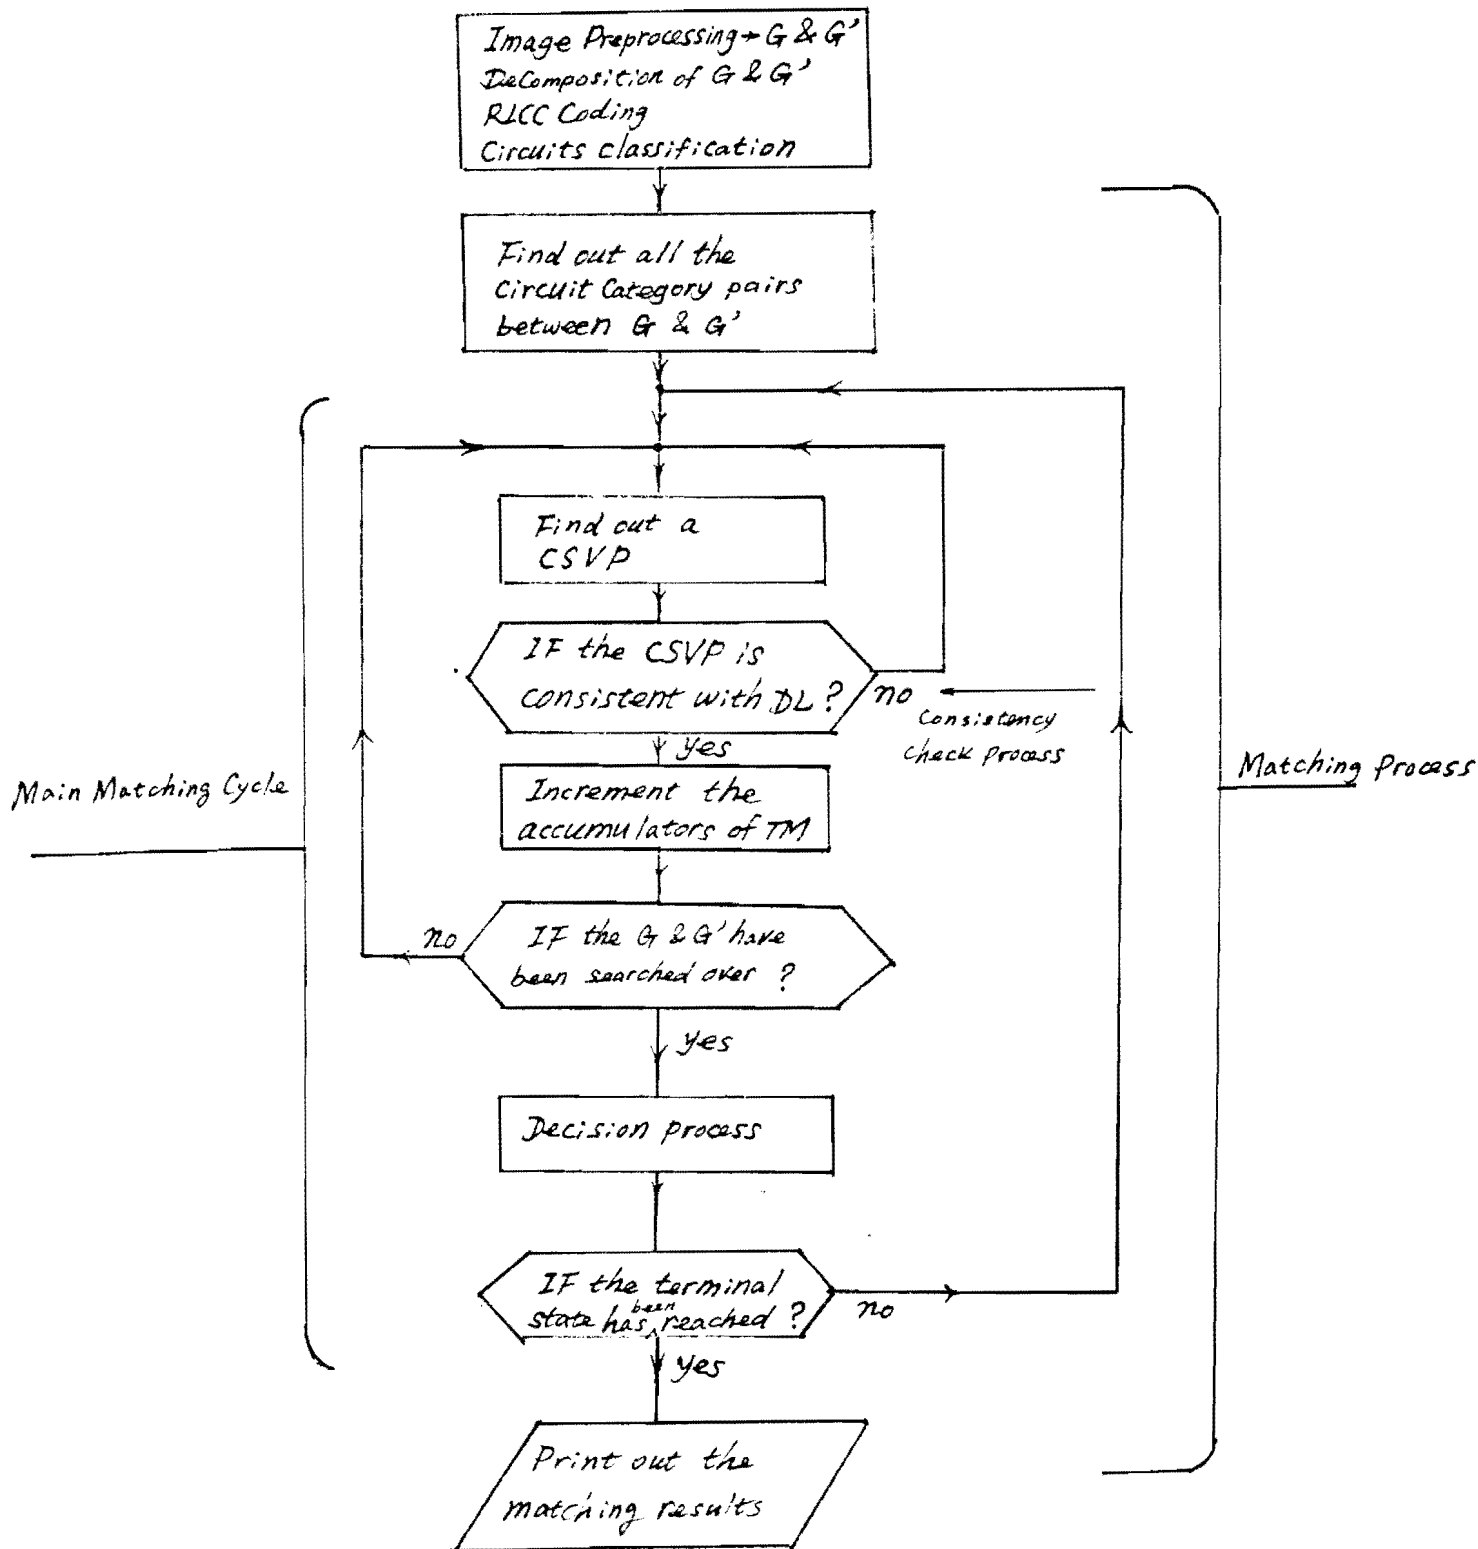 Image Preprocessing → G & G'
Decomposition of G & G'
RLCC Coding
Circuits classification
Find out all the
Circuit Category pairs
between G & G'
Find out a
CSVP
IF the CSVP is
consistent with DL ?
no
Consistency
Check Process
yes
Increment the
accumulators of TM
Main Matching Cycle
Matching Process
no
IF the G & G' have
been searched over ?
yes
Decision process
IF the terminal
state has been reached ?
no
yes
Print out the
matching results